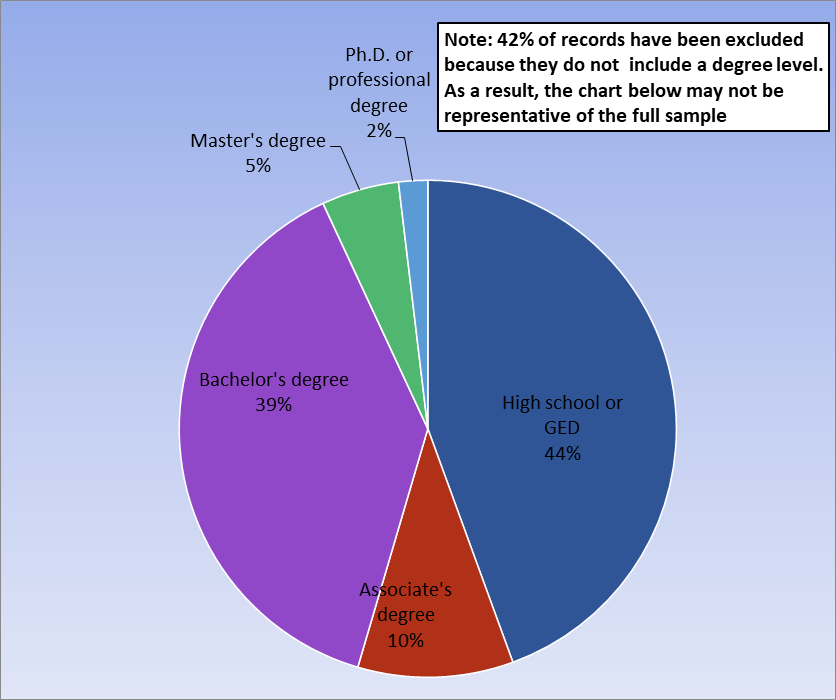 Note: 42% of records have been excluded
because they do not  include a degree level.
As a result, the chart below may not be
representative of the full sample
Ph.D. or
professional
degree
2%
Master's degree
5%
Bachelor's degree
39%
High school or
GED
44%
Associate's
degree
10%